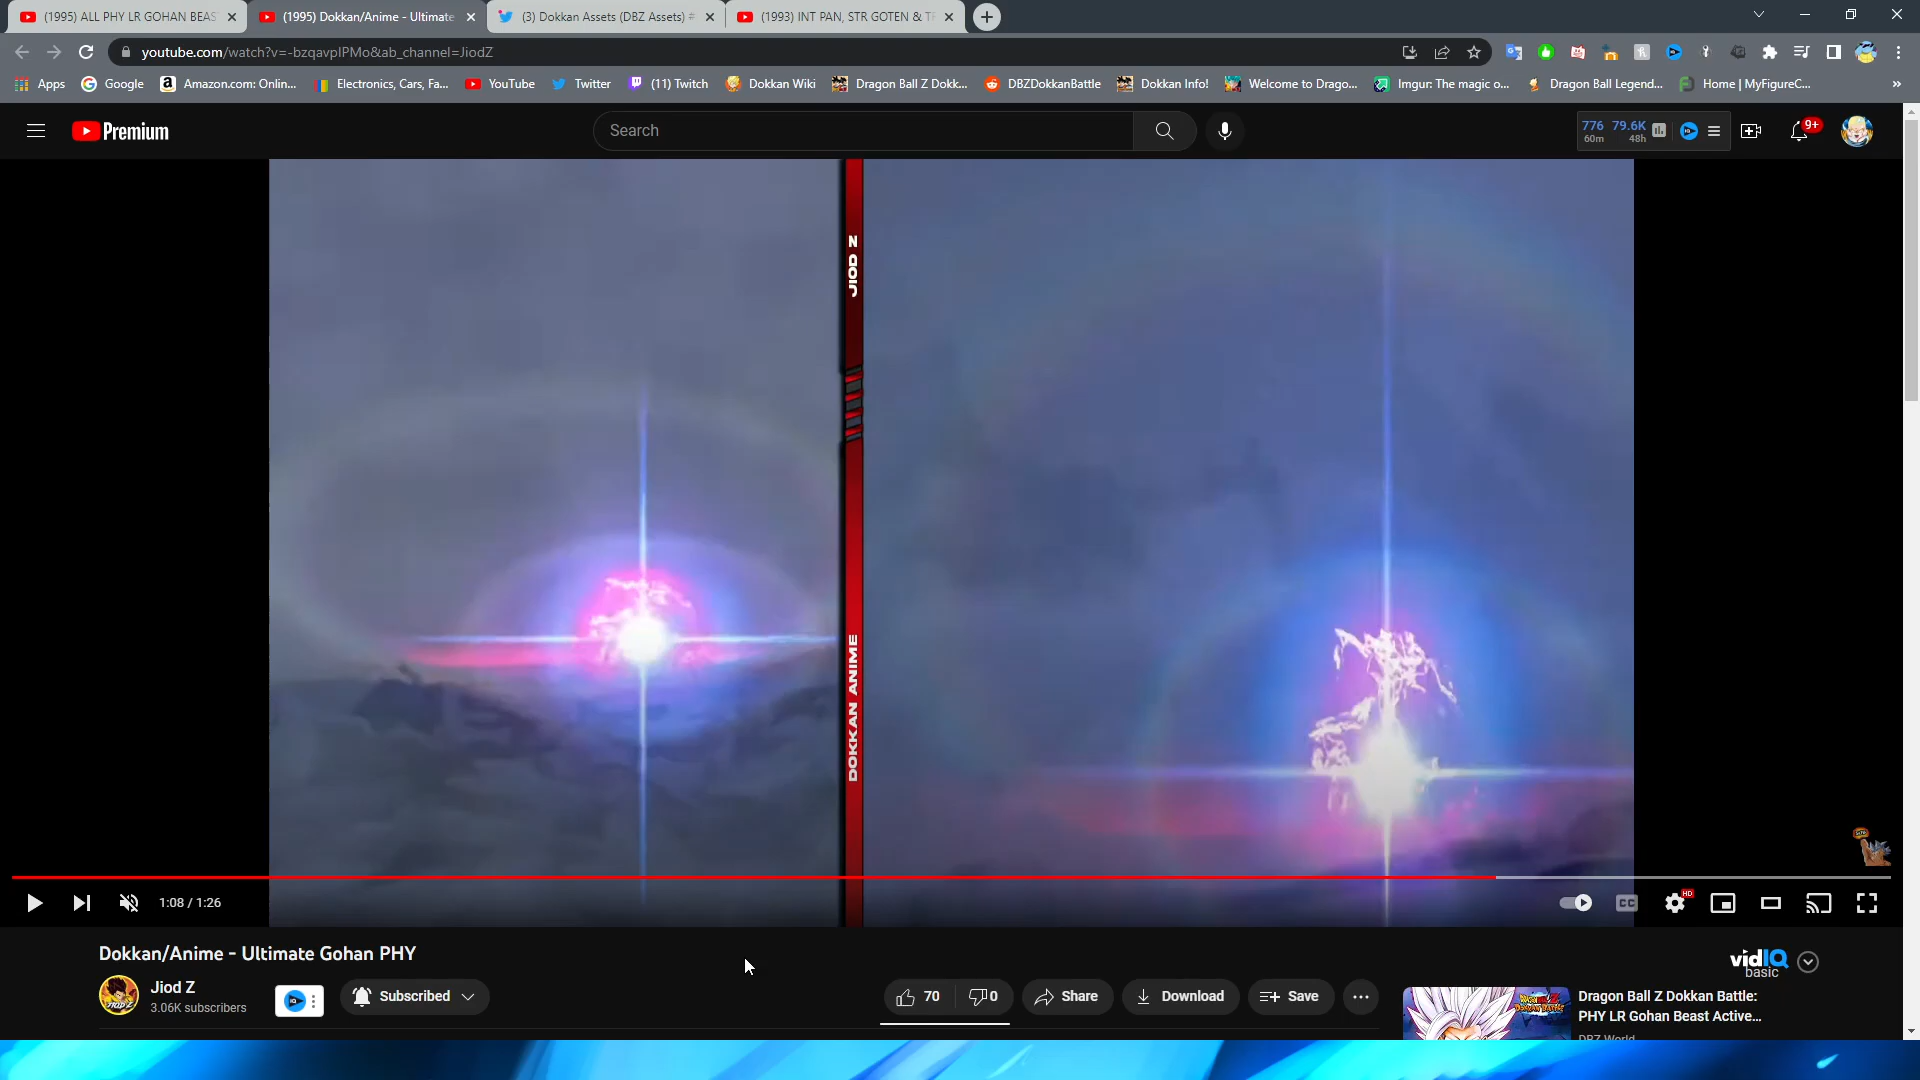 (1995) ALL PHY LR GOHAN BEAS
(1995) Dokkan/Anime - Ultimate
(3) Dokkan Assets (DBZ Assets) #
(1993) INT PAN, STR GOTEN & T
youtube.com/watch?v=-bzqavpIPMo&ab_channel=JiodZ
Apps
Google
Amazon.com: Onlin...
Electronics, Cars, Fa...
YouTube
Twitter
(11) Twitch
Dokkan Wiki
Dragon Ball Z Dokk...
DBZDokkanBattle
Dokkan Info!
Welcome to Drago...
Imgur: The magic o...
Dragon Ball Legend...
Home | MyFigureC...
»
Premium
Search
776 79.6K
60m 48h
9+
JIOD Z
DOKKAN ANIME
1:08 / 1:26
CC
HD
Dokkan/Anime - Ultimate Gohan PHY
vidIQ
basic
Jiod Z
3.06K subscribers
Subscribed
70
0
Share
Download
Save
Dragon Ball Z Dokkan Battle:
PHY LR Gohan Beast Active...
DBZ World